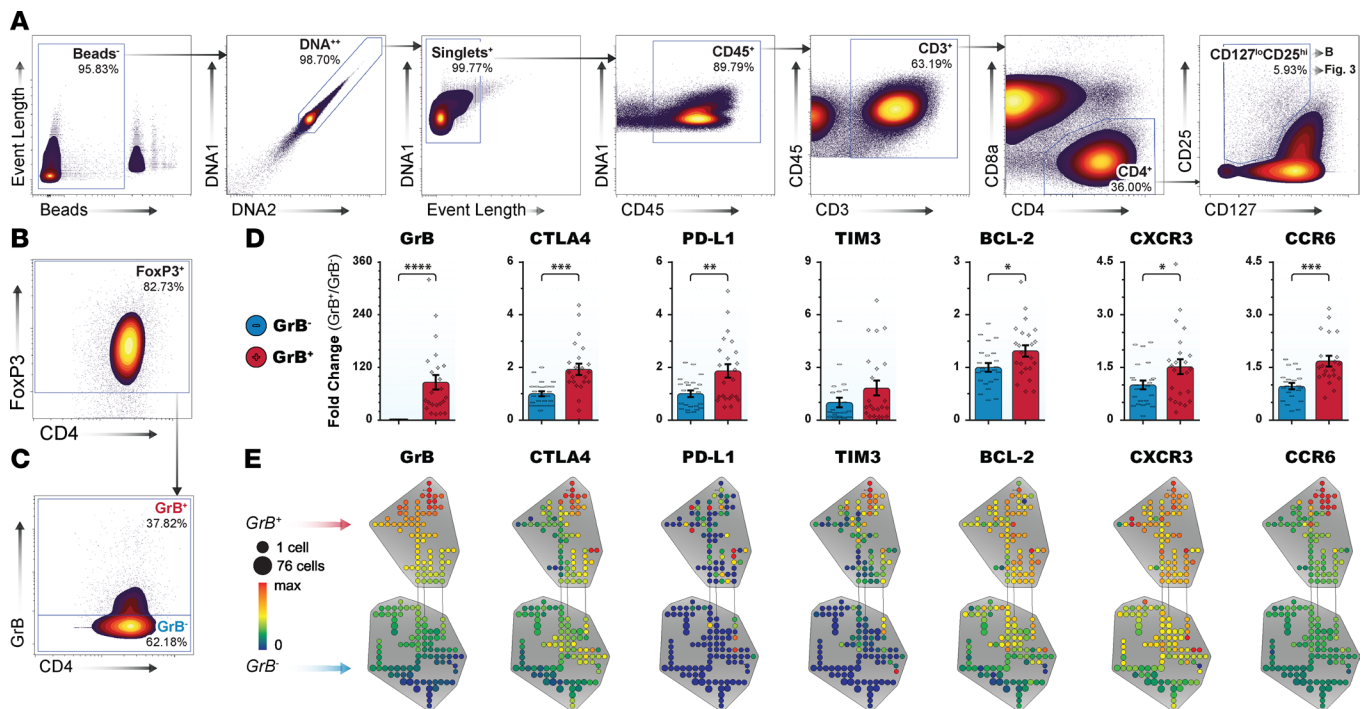 A
Event Length
Beads⁻
95.83%
Beads
DNA1
DNA⁺⁺
98.70%
DNA2
DNA1
Singlets⁺
99.77%
Event Length
DNA1
CD45⁺
89.79%
CD45
CD45
CD3⁺
63.19%
CD3
CD8a
CD4⁺
36.00%
CD4
CD25
CD127ˡᵒCD25ʰⁱ
5.93%
B
Fig. 3
CD127
B
FoxP3
FoxP3⁺
82.73%
CD4
C
GrB
GrB⁺
37.82%
GrB⁻
62.18%
CD4
D
GrB⁻
GrB⁺
Fold Change (GrB⁺/GrB⁻)
GrB
360
240
120
0
****
CTLA4
6
4
2
0
***
PD-L1
6
4
2
0
**
TIM3
9
6
3
0
BCL-2
3
2
1
0
*
CXCR3
4.5
3.0
1.5
0
*
CCR6
4.5
3.0
1.5
0
***
E
GrB
CTLA4
PD-L1
TIM3
BCL-2
CXCR3
CCR6
GrB⁺
1 cell
76 cells
max
0
GrB⁻